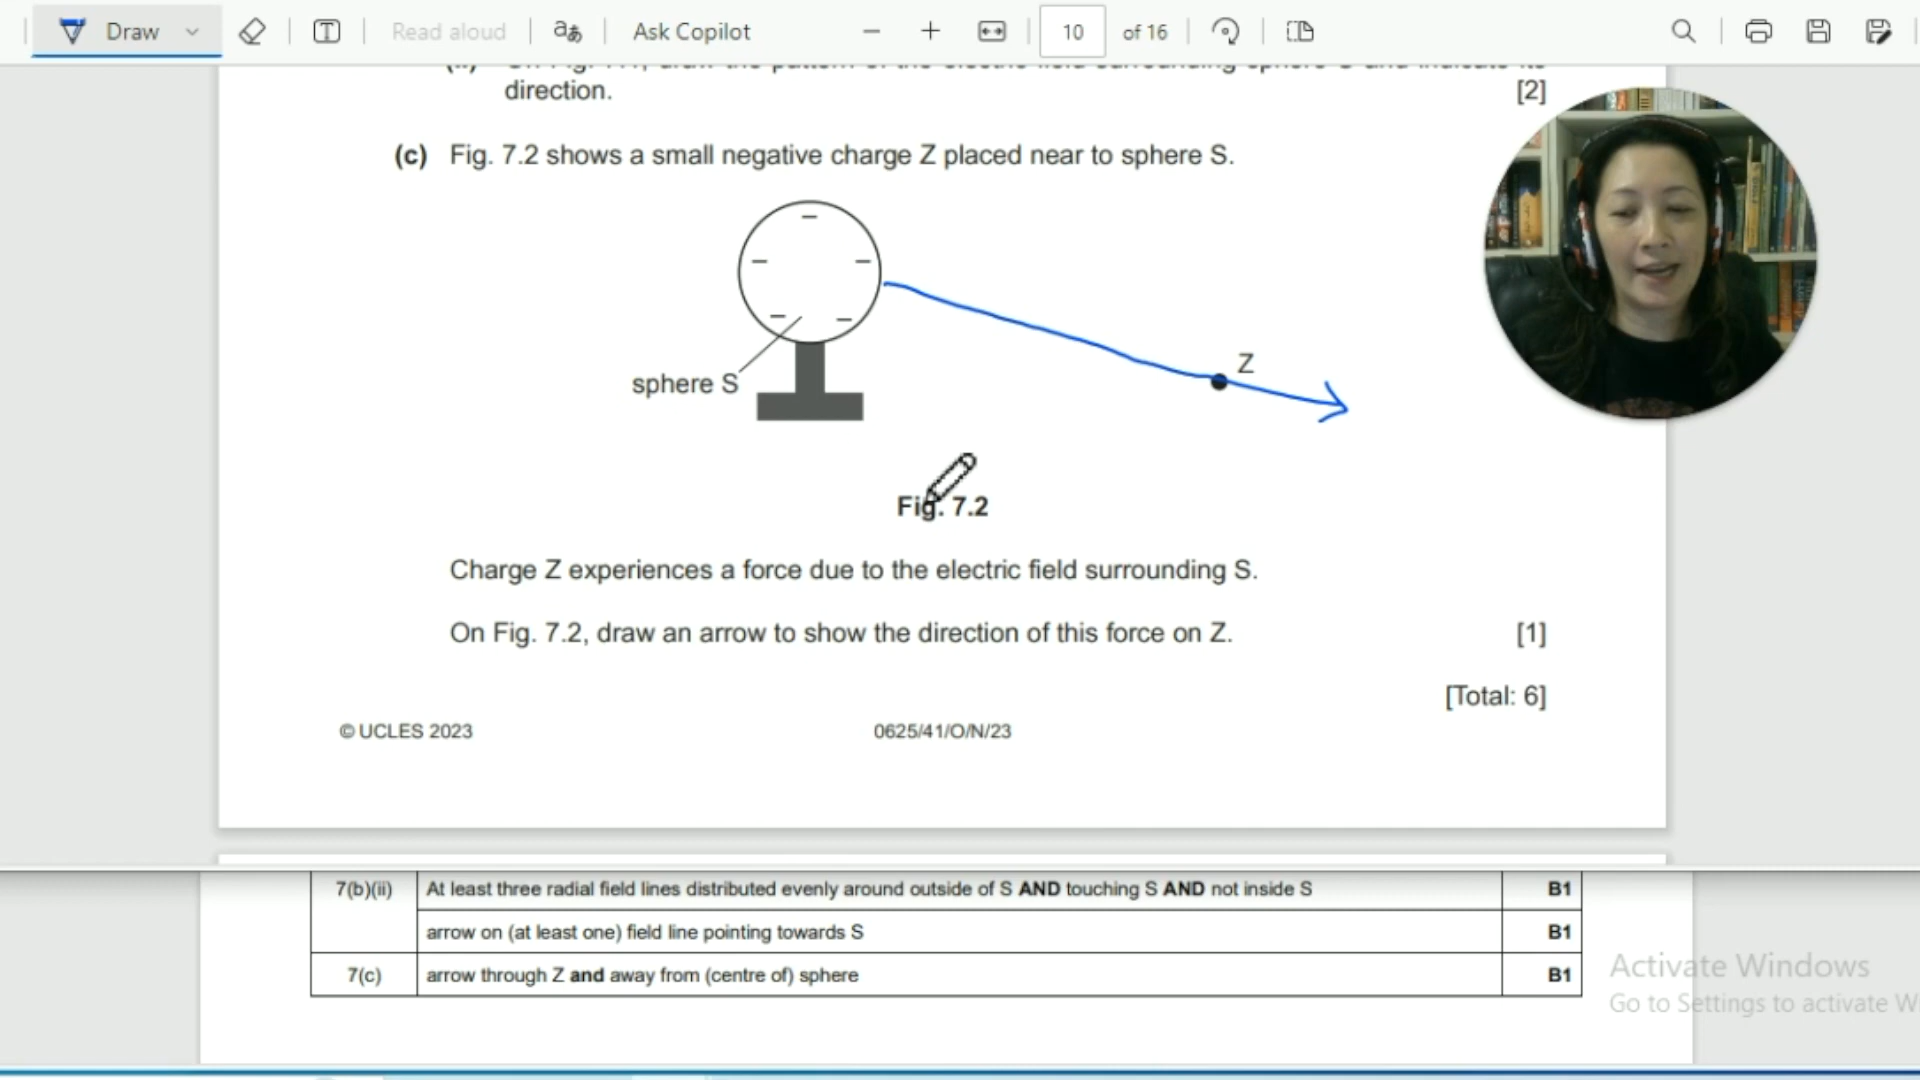 Draw
Read aloud
aあ
Ask Copilot
10
of 16
direction.
[2]
(c) Fig. 7.2 shows a small negative charge Z placed near to sphere S.
Z
sphere S
Fig. 7.2
Charge Z experiences a force due to the electric field surrounding S.
On Fig. 7.2, draw an arrow to show the direction of this force on Z.
[1]
[Total: 6]
© UCLES 2023
0625/41/O/N/23
7(b)(ii) At least three radial field lines distributed evenly around outside of S AND touching S AND not inside S B1
arrow on (at least one) field line pointing towards S B1
7(c) arrow through Z and away from (centre of) sphere B1
Activate Windows
Go to Settings to activate W